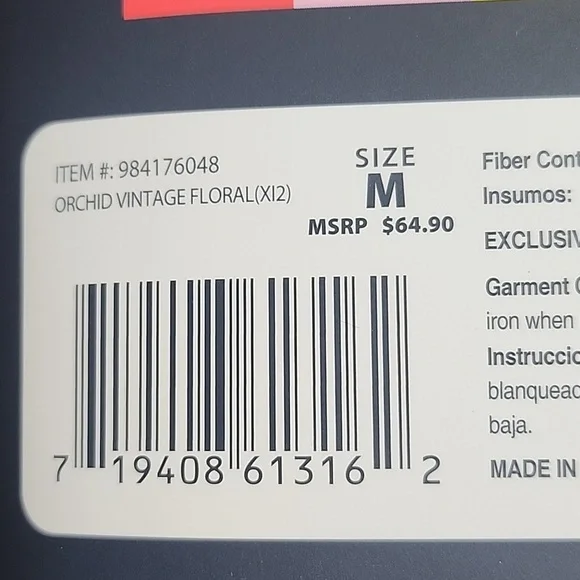 ITEM #: 984176048
ORCHID VINTAGE FLORAL(XI2)
SIZE
M
MSRP $64.90
7 19408 61316 2
Fiber Cont
Insumos:
EXCLUSIV
Garment C
iron when
Instruccio
blanquead
baja.
MADE IN